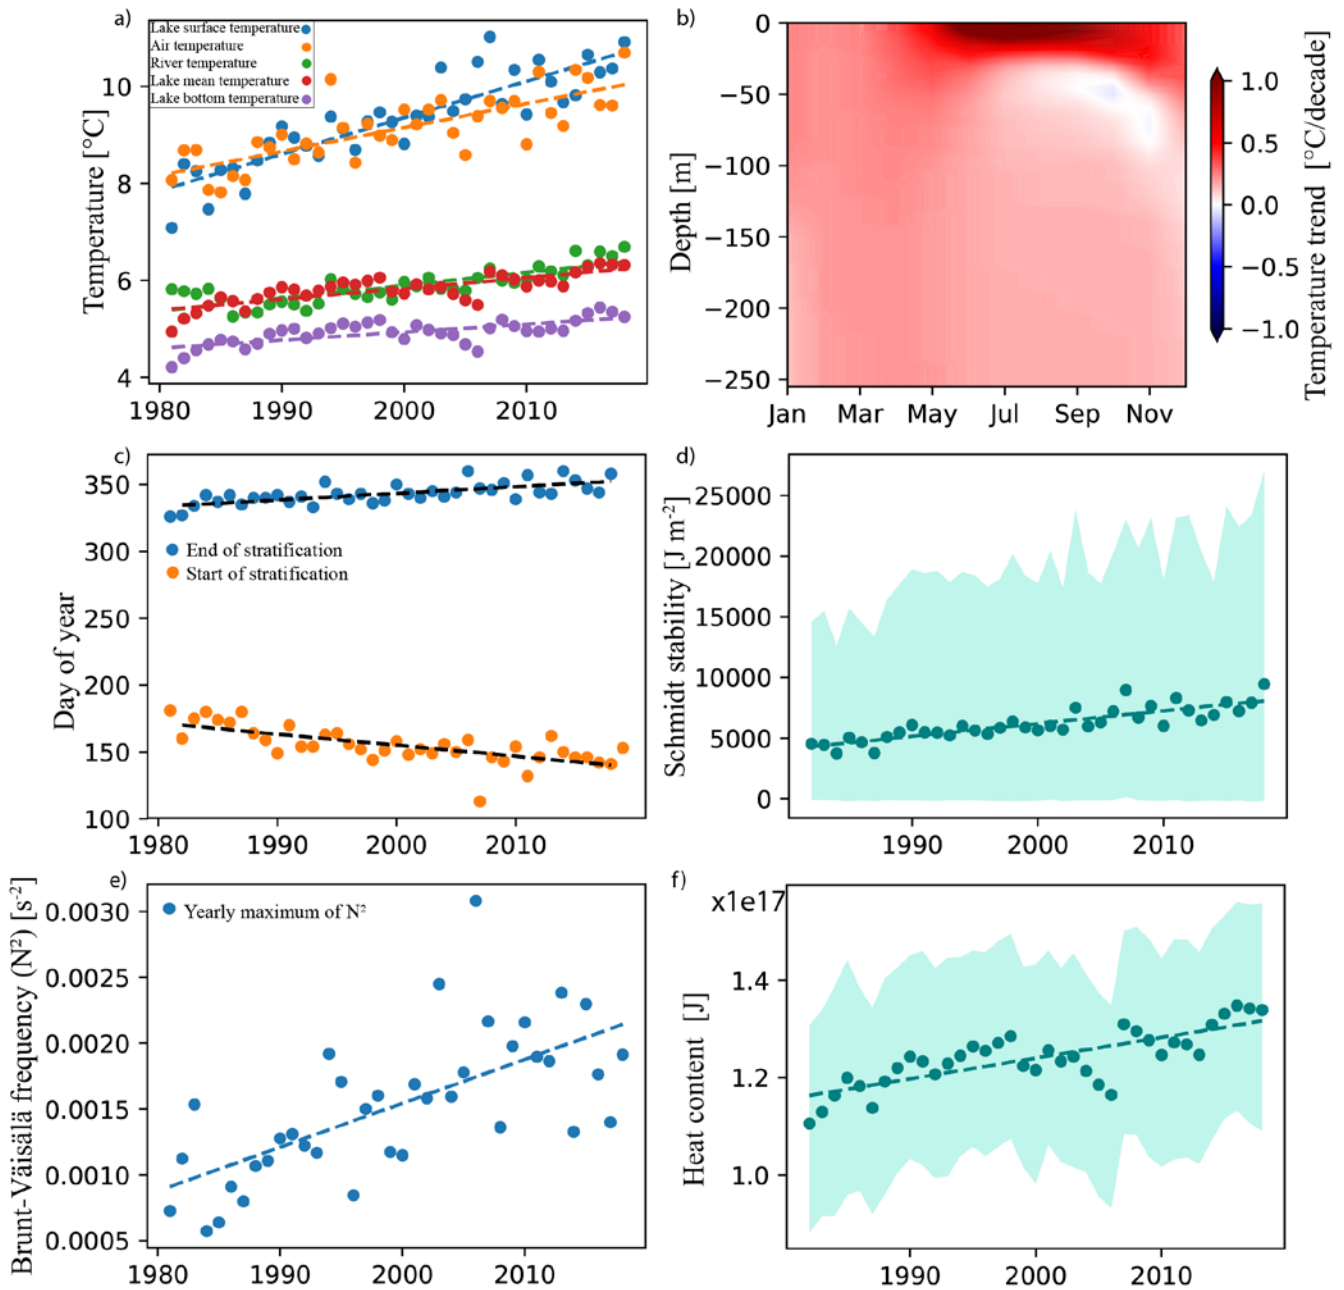 a)
Lake surface temperature
Air temperature
River temperature
Lake mean temperature
Lake bottom temperature
Temperature [°C]
10
8
6
4
1980
1990
2000
2010
b)
0
−50
−100
−150
−200
−250
Depth [m]
Jan
Mar
May
Jul
Sep
Nov
1.0
0.5
0.0
−0.5
−1.0
Temperature trend [°C/decade]
c)
350
300
250
200
150
100
Day of year
End of stratification
Start of stratification
1980
1990
2000
2010
d)
25000
20000
15000
10000
5000
0
Schmidt stability [J m⁻²]
1990
2000
2010
e)
Brunt-Väisälä frequency (N²) [s⁻²]
0.0030
0.0025
0.0020
0.0015
0.0010
0.0005
Yearly maximum of N²
1980
1990
2000
2010
f)
x1e17
1.4
1.2
1.0
Heat content [J]
1990
2000
2010